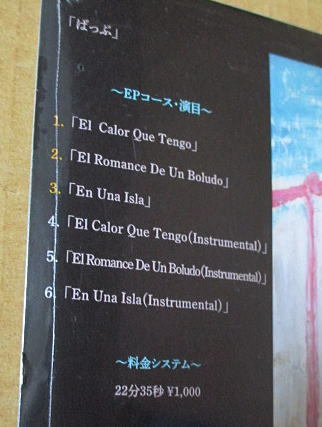 「ぱっぷ」
〜EPコース・演目〜
1.「El Calor Que Tengo」
2.「El Romance De Un Boludo」
3.「En Una Isla」
4.「El Calor Que Tengo(Instrumental)」
5.「El Romance De Un Boludo(Instrumental)」
6.「En Una Isla(Instrumental)」
〜料金システム〜
22分35秒 ¥1,000